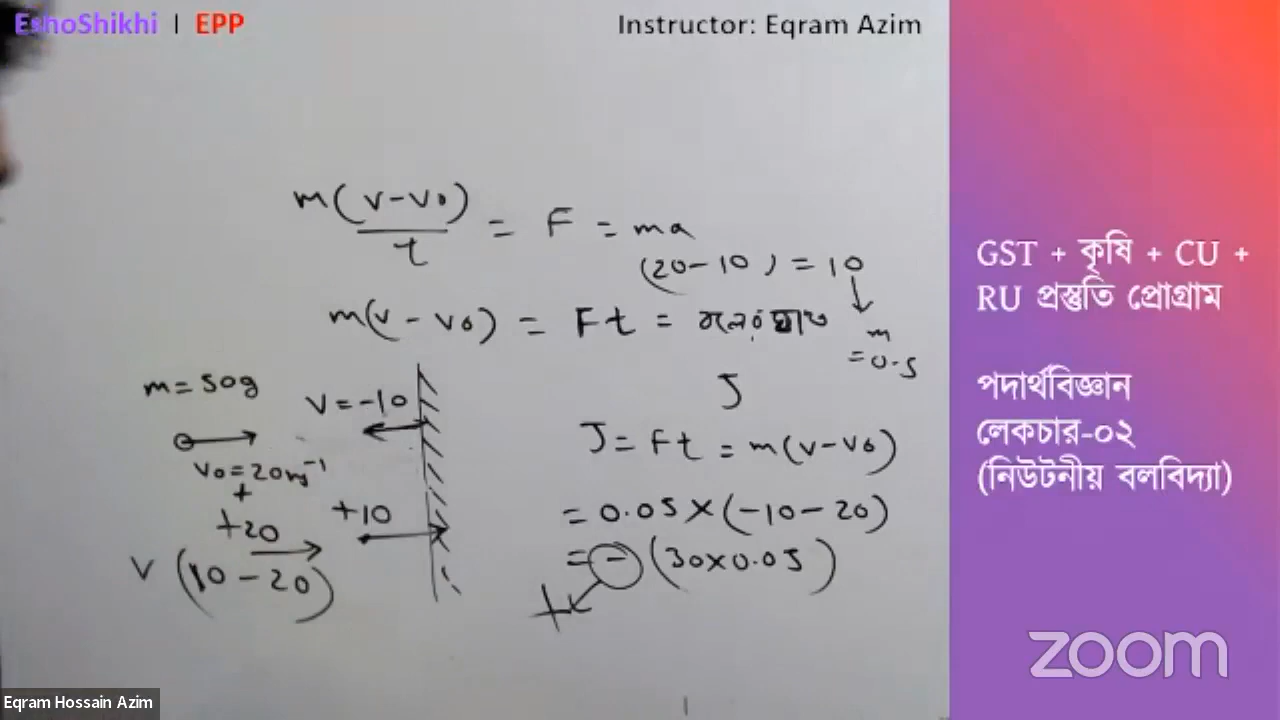 EshoShikhi | EPP
Instructor: Eqram Azim
m(v-v₀)/t = F = ma
(20-10) = 10
m(v - v₀) = Ft = বলের ঘাত
m
= 0.5
J
m = 50g
v = -10
v₀ = 20ms⁻¹
+
+20
+10
v (10 - 20)
J = Ft = m(v-v₀)
= 0.05 × (-10 - 20)
= - (30×0.05)
+
GST + কৃষি + CU +
RU প্রস্তুতি প্রোগ্রাম
পদার্থবিজ্ঞান
লেকচার-০২
(নিউটনীয় বলবিদ্যা)
zoom
Eqram Hossain Azim